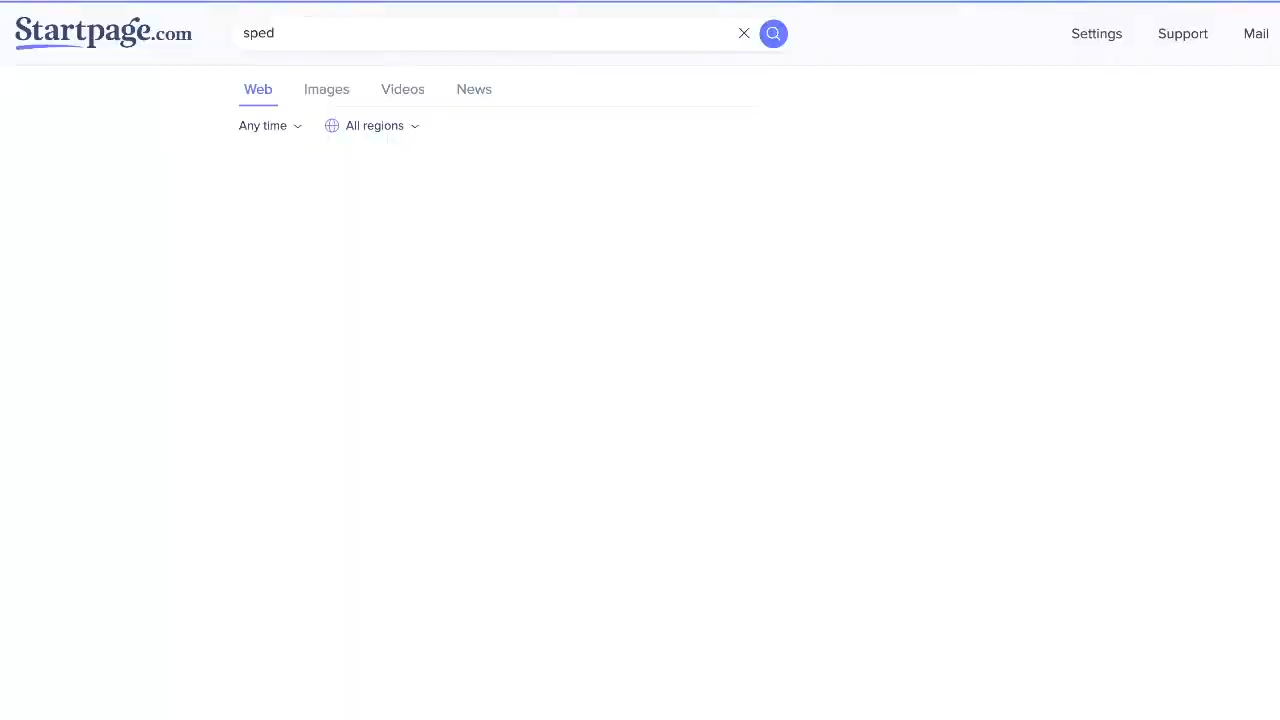 Startpage.com
sped
Settings Support Mail
Web Images Videos News
Any time All regions